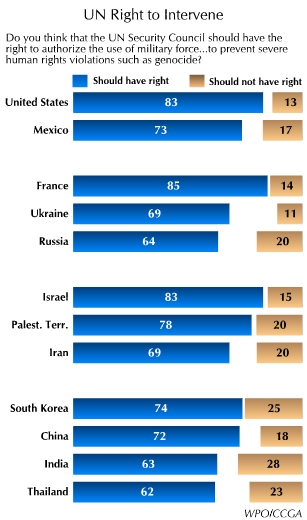 UN Right to Intervene
Do you think that the UN Security Council should have the
right to authorize the use of military force...to prevent severe
human rights violations such as genocide?
Should have right Should not have right
United States 83 13
Mexico 73 17
France 85 14
Ukraine 69 11
Russia 64 20
Israel 83 15
Palest. Terr. 78 20
Iran 69 20
South Korea 74 25
China 72 18
India 63 28
Thailand 62 23
WPO/CCGA